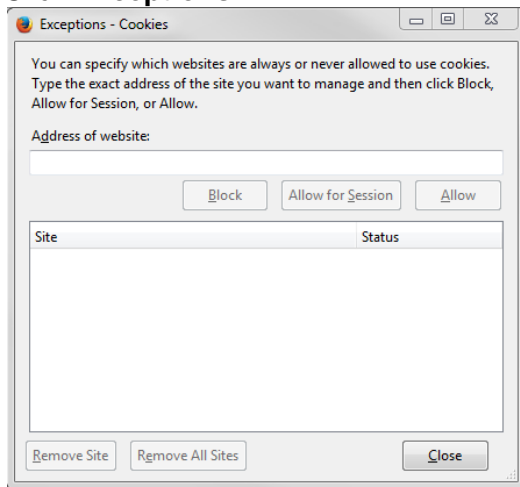 Exceptions - Cookies
You can specify which websites are always or never allowed to use cookies.
Type the exact address of the site you want to manage and then click Block,
Allow for Session, or Allow.
Address of website:
Block Allow for Session Allow
Site Status
Remove Site Remove All Sites Close